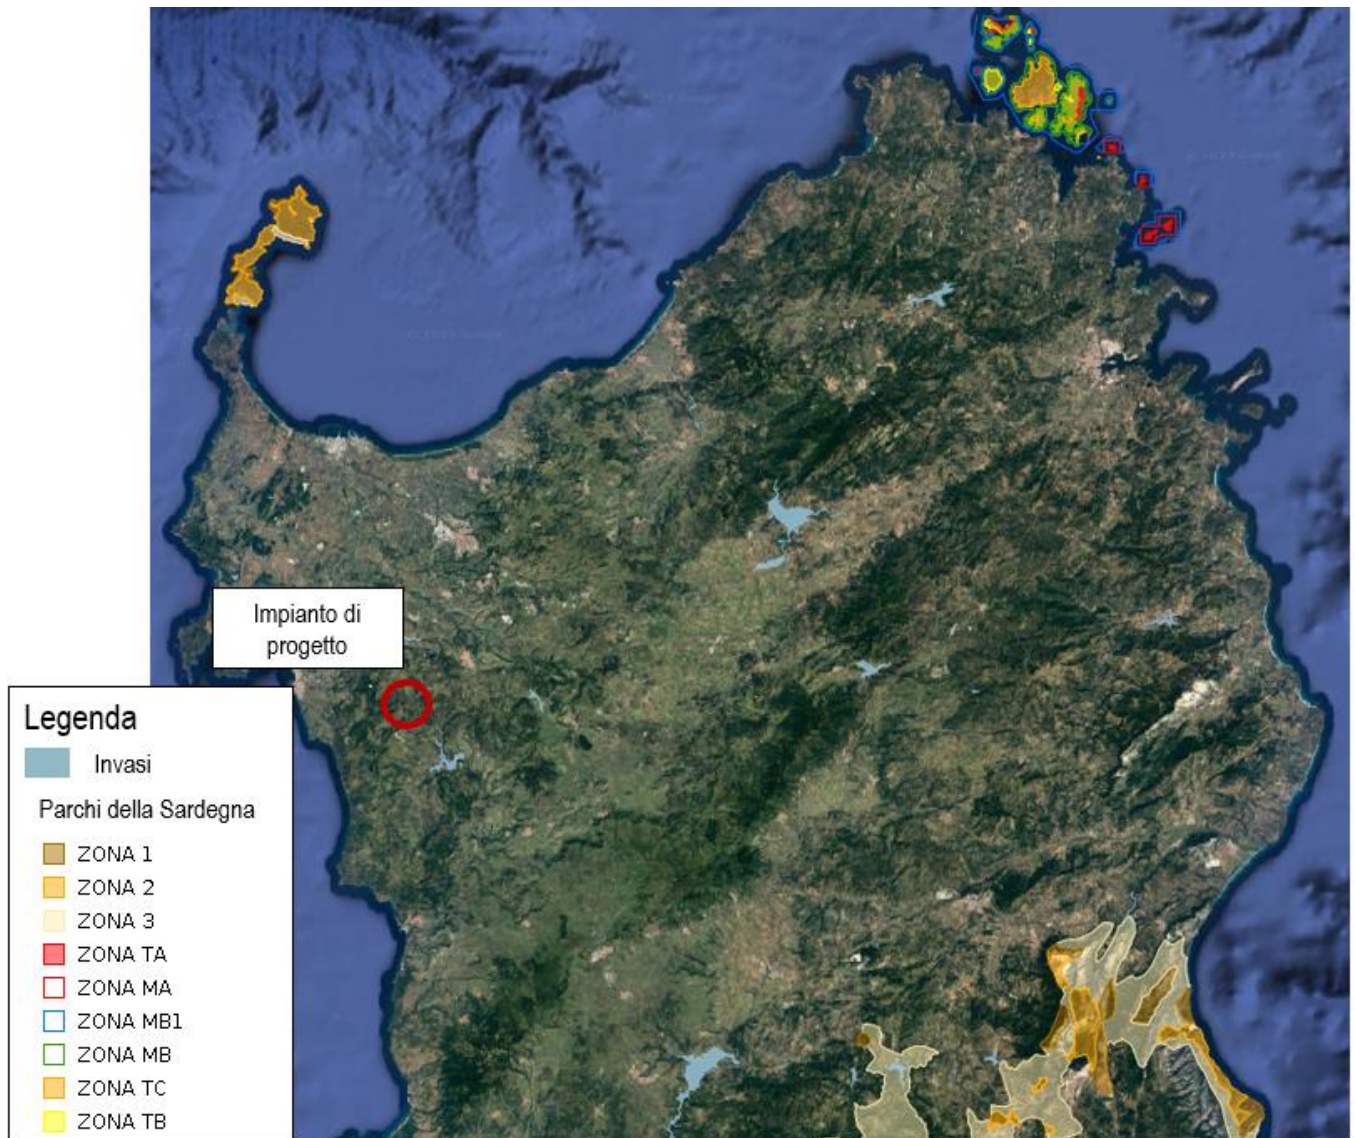 Impianto di
progetto
Legenda
Invasi
Parchi della Sardegna
ZONA 1
ZONA 2
ZONA 3
ZONA TA
ZONA MA
ZONA MB1
ZONA MB
ZONA TC
ZONA TB